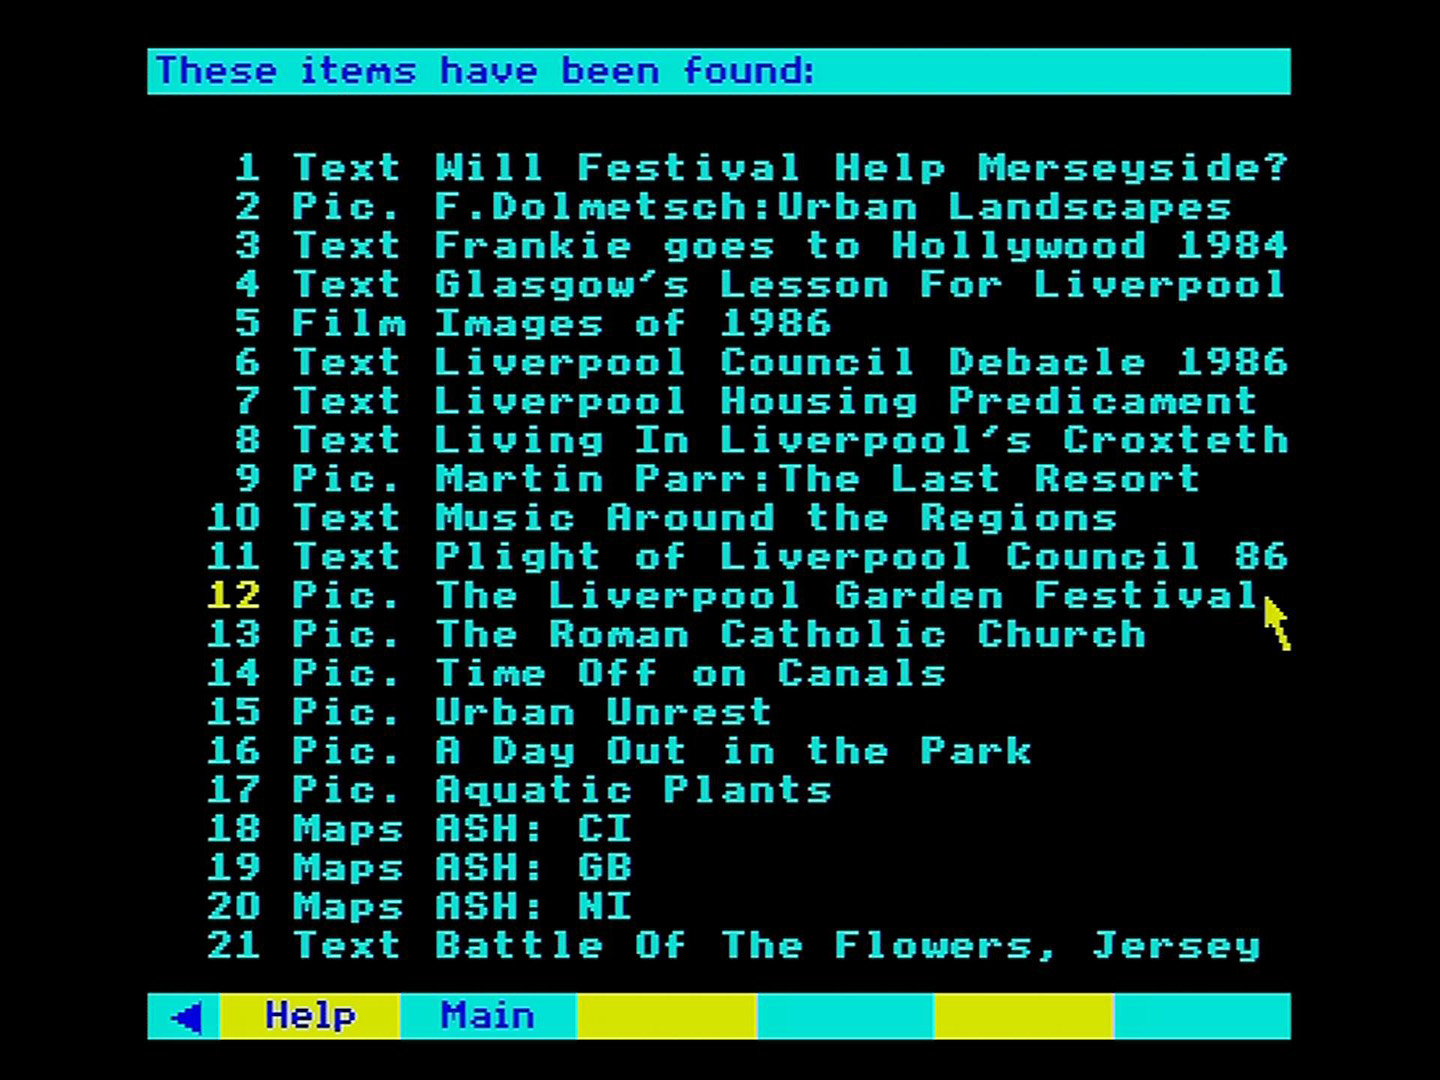 These items have been found:
1 Text Will Festival Help Merseyside?
2 Pic. F.Dolmetsch:Urban Landscapes
3 Text Frankie goes to Hollywood 1984
4 Text Glasgow's Lesson For Liverpool
5 Film Images of 1986
6 Text Liverpool Council Debacle 1986
7 Text Liverpool Housing Predicament
8 Text Living In Liverpool's Croxteth
9 Pic. Martin Parr:The Last Resort
10 Text Music Around the Regions
11 Text Plight of Liverpool Council 86
12 Pic. The Liverpool Garden Festival
13 Pic. The Roman Catholic Church
14 Pic. Time Off on Canals
15 Pic. Urban Unrest
16 Pic. A Day Out in the Park
17 Pic. Aquatic Plants
18 Maps ASH: CI
19 Maps ASH: GB
20 Maps ASH: NI
21 Text Battle Of The Flowers, Jersey
Help Main